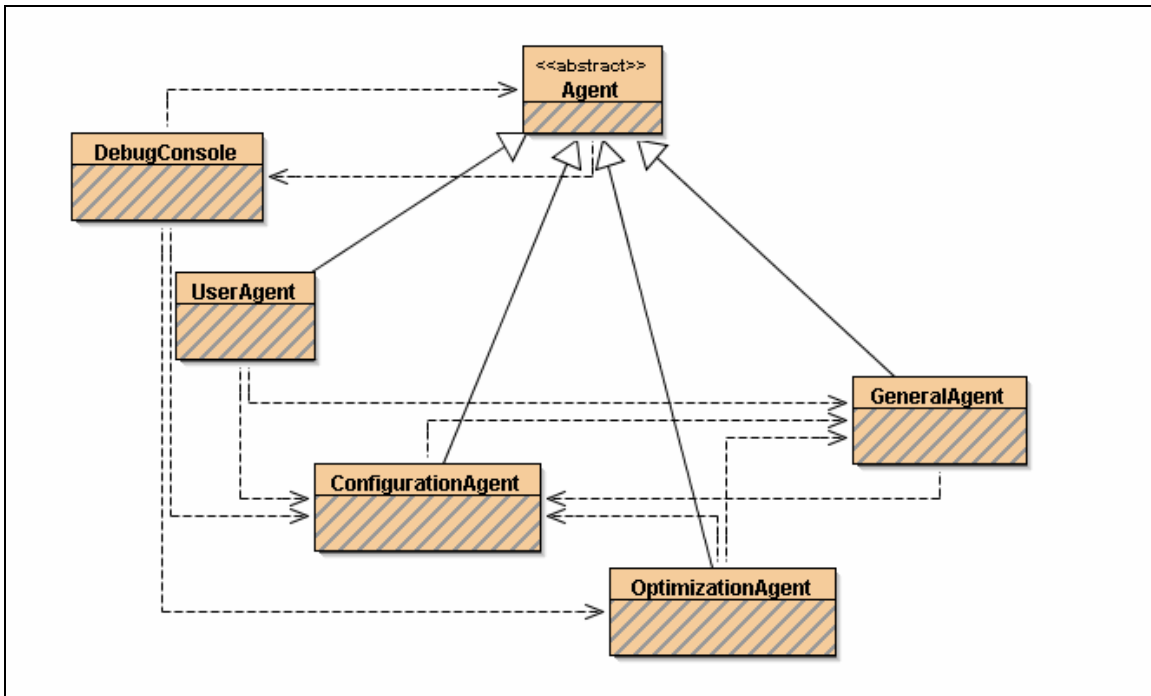 <<abstract>>
Agent
DebugConsole
UserAgent
GeneralAgent
ConfigurationAgent
OptimizationAgent